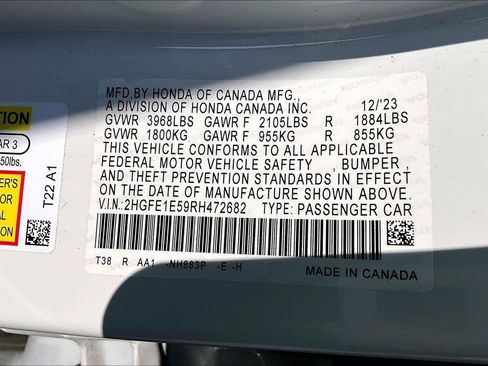 MFD.BY HONDA OF CANADA MFG.,
A DIVISION OF HONDA CANADA INC. 12/'23
GVWR 3968LBS GAWR F 2105LBS R 1884LBS
GVWR 1800KG GAWR F 955KG R 855KG
THIS VEHICLE CONFORMS TO ALL APPLICABLE
FEDERAL MOTOR VEHICLE SAFETY , BUMPER ,
AND THEFT PREVENTION STANDARDS IN EFFECT
ON THE DATE OF MANUFACTURE SHOWN ABOVE.
V.I.N.:2HGFE1E59RH472682 TYPE: PASSENGER CAR
T38 R AA1 -NH883P -E -H
MADE IN CANADA
T22 A1